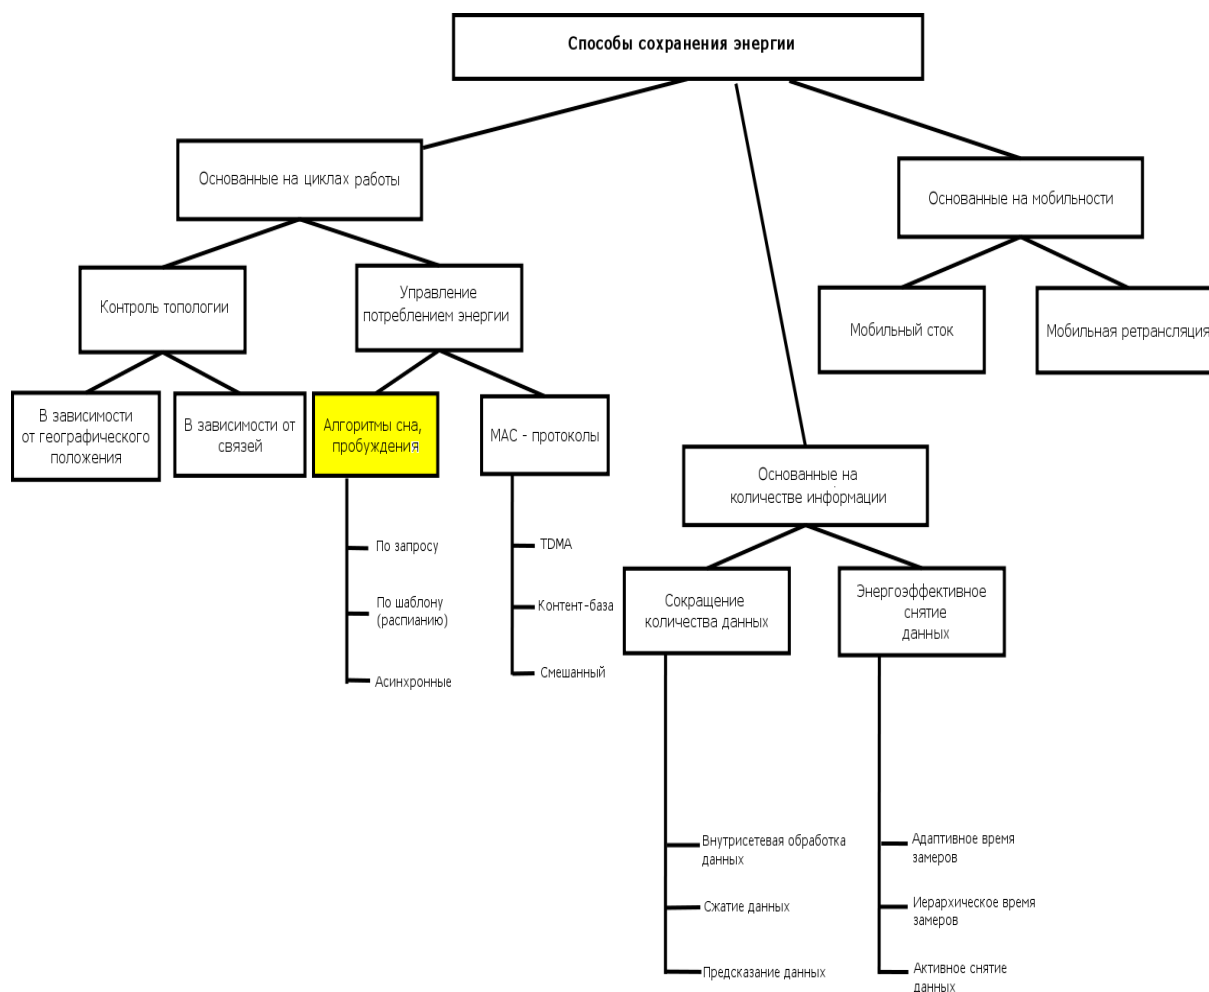 Способы сохранения энергии
Основанные на циклах работы
Основанные на мобильности
Контроль топологии
Управление
потреблением энергии
Мобильный сток
Мобильная ретрансляция
В зависимости
от географического
положения
В зависимости от
связей
Алгоритмы сна,
пробуждения
MAC - протоколы
Основанные на
количестве информации
По запросу
По шаблону
(распианию)
Асинхронные
TDMA
Контент-база
Смешанный
Сокращение
количества данных
Энергоэффективное
снятие
данных
Внутрисетевая обработка
данных
Сжатие данных
Предсказание данных
Адаптивное время
замеров
Иерархическое время
замеров
Активное снятие
данных